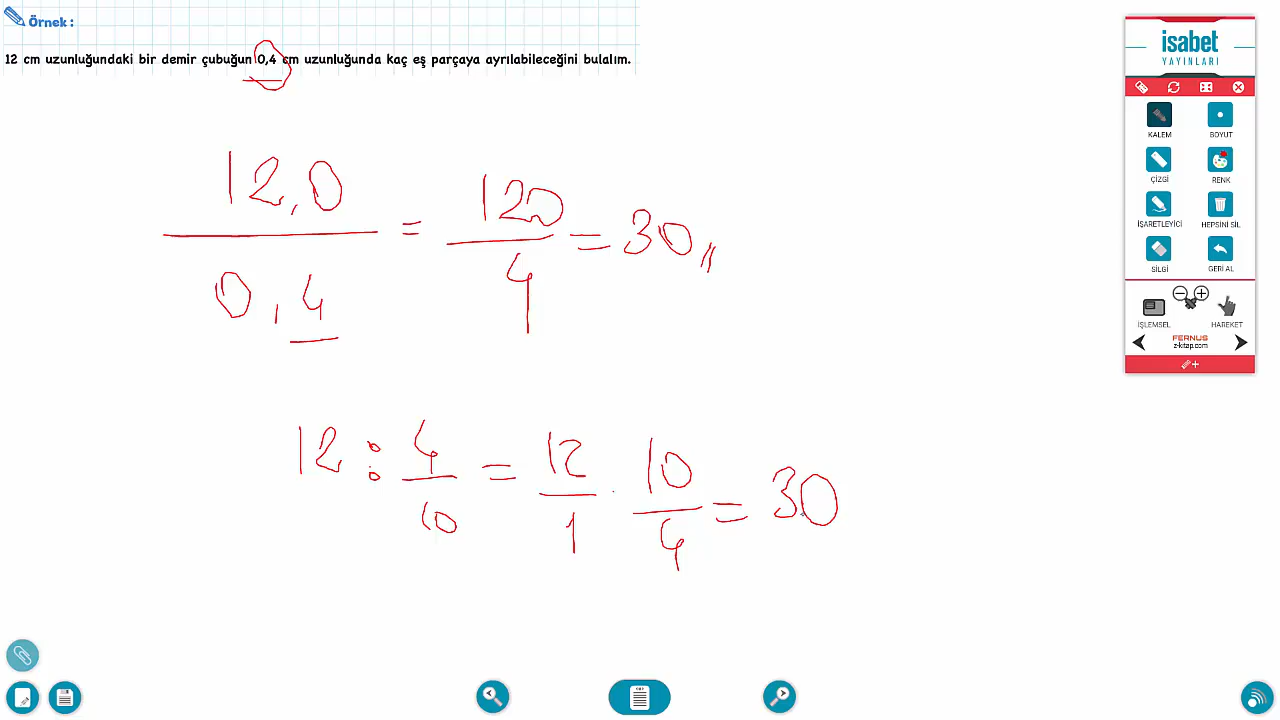 Örnek :
12 cm uzunluğundaki bir demir çubuğun 0,4 cm uzunluğunda kaç eş parçaya ayrılabileceğini bulalım.
12,0 / 0,4 = 120 / 4 = 30,,
12 : 4/10 = 12/1 . 10/4 = 30
isabet
YAYINLARI
KALEM BOYUT
ÇİZGİ RENK
İŞARETLEYİCİ HEPSİNİ SİL
SİLGİ GERİ AL
İŞLEMSEL HAREKET
FERNUS
z-kitap.com